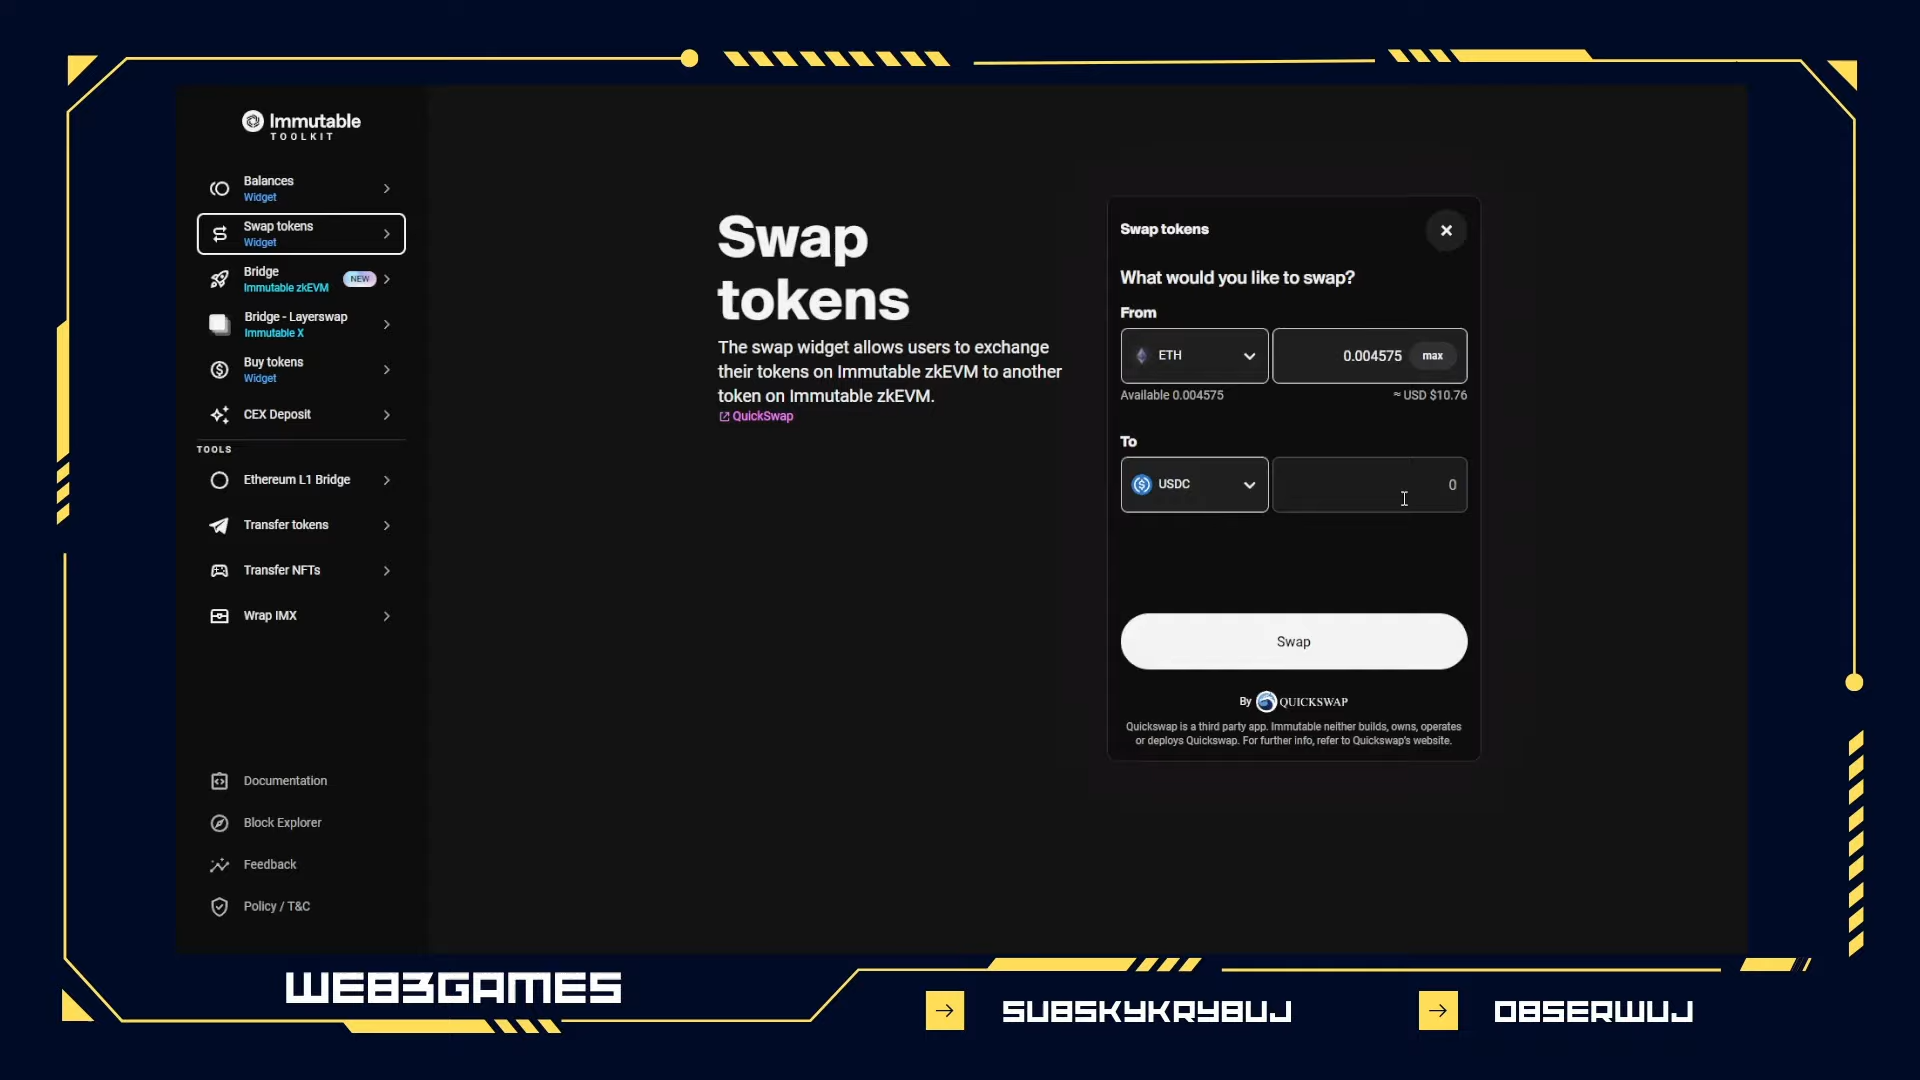 Immutable
TOOLKIT
Balances
Widget
Swap tokens
Widget
Bridge
Immutable zkEVM
NEW
Bridge - Layerswap
Immutable X
Buy tokens
Widget
CEX Deposit
TOOLS
Ethereum L1 Bridge
Transfer tokens
Transfer NFTs
Wrap IMX
Documentation
Block Explorer
Feedback
Policy / T&C
Swap
tokens
The swap widget allows users to exchange
their tokens on Immutable zkEVM to another
token on Immutable zkEVM.
QuickSwap
Swap tokens
What would you like to swap?
From
ETH
0.004575 max
Available 0.004575
≈ USD $10.76
To
USDC
0
Swap
By QUICKSWAP
Quickswap is a third party app. Immutable neither builds, owns, operates
or deploys Quickswap. For further info, refer to Quickswap's website.
WEB3GAMES
SUBSKYKRYBUJ
OBSERWUJ